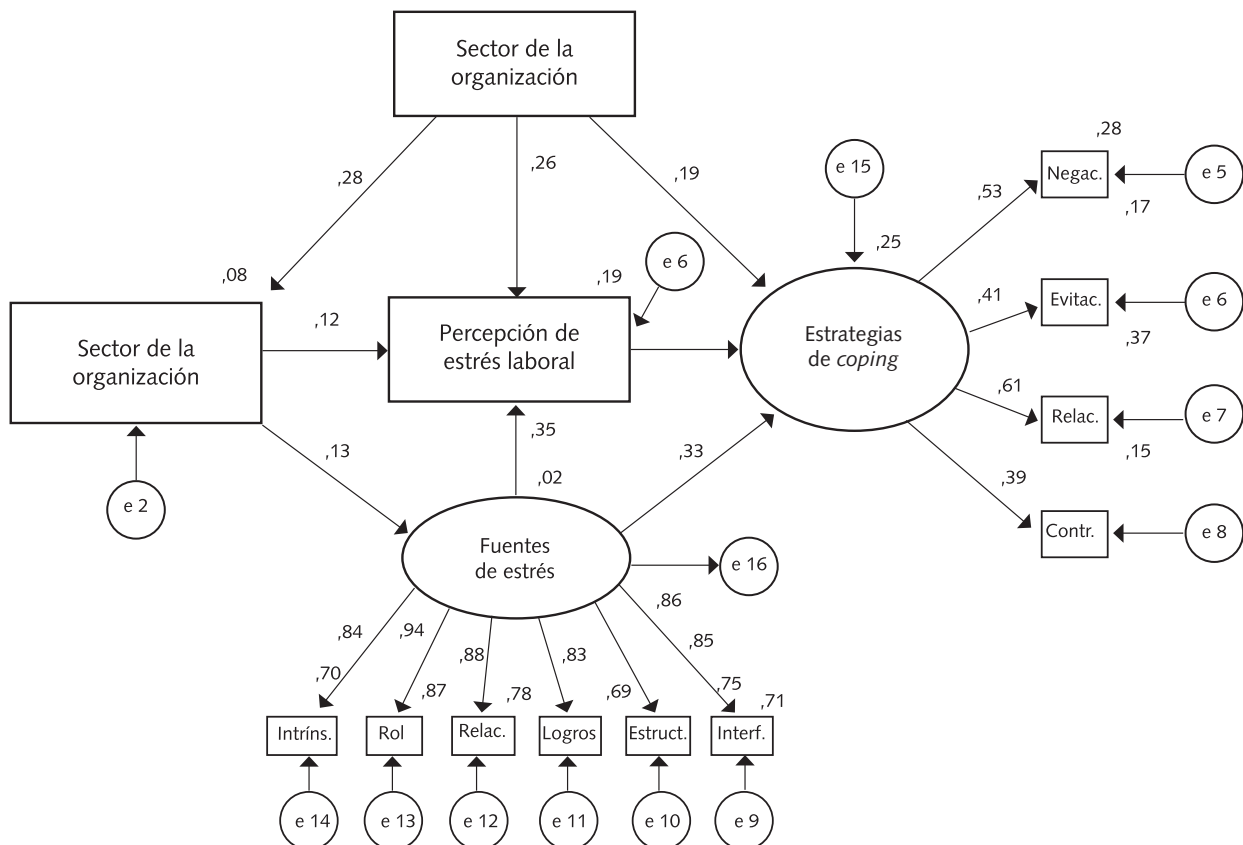 Sector de la
organización
,28
,26
,19
e 15
,28
Negac.
e 5
,53
,17
,25
,08
,19
e 6
Sector de la
organización
,12
Percepción de
estrés laboral
Estrategias
de coping
,41
Evitac.
e 6
,37
,61
Relac.
e 7
,15
,35
,13
,33
,39
e 2
,02
Contr.
e 8
Fuentes
de estrés
e 16
,84
,94
,88
,83
,86
,85
,70
,87
,78
,69
,75
,71
Intríns.
Rol
Relac.
Logros
Estruct.
Interf.
e 14
e 13
e 12
e 11
e 10
e 9